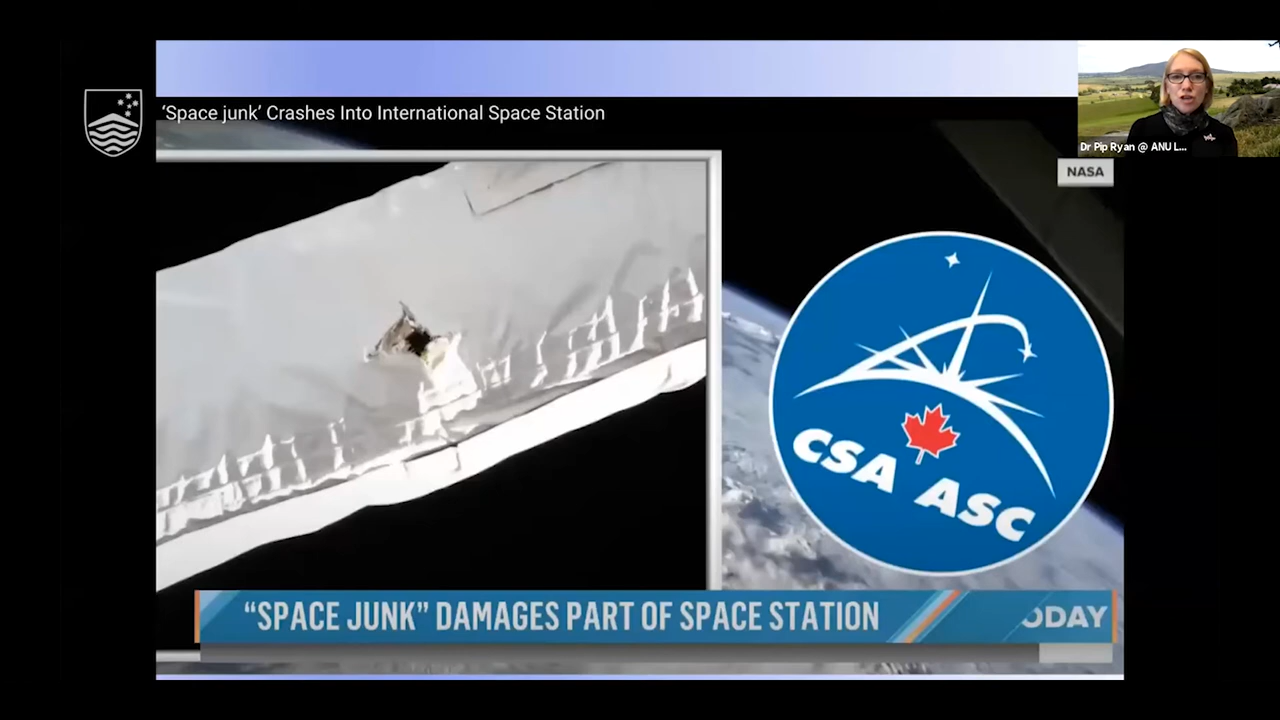 ‘Space junk’ Crashes Into International Space Station
Dr Pip Ryan @ ANU L...
NASA
CSA ASC
“SPACE JUNK” DAMAGES PART OF SPACE STATION
ODAY